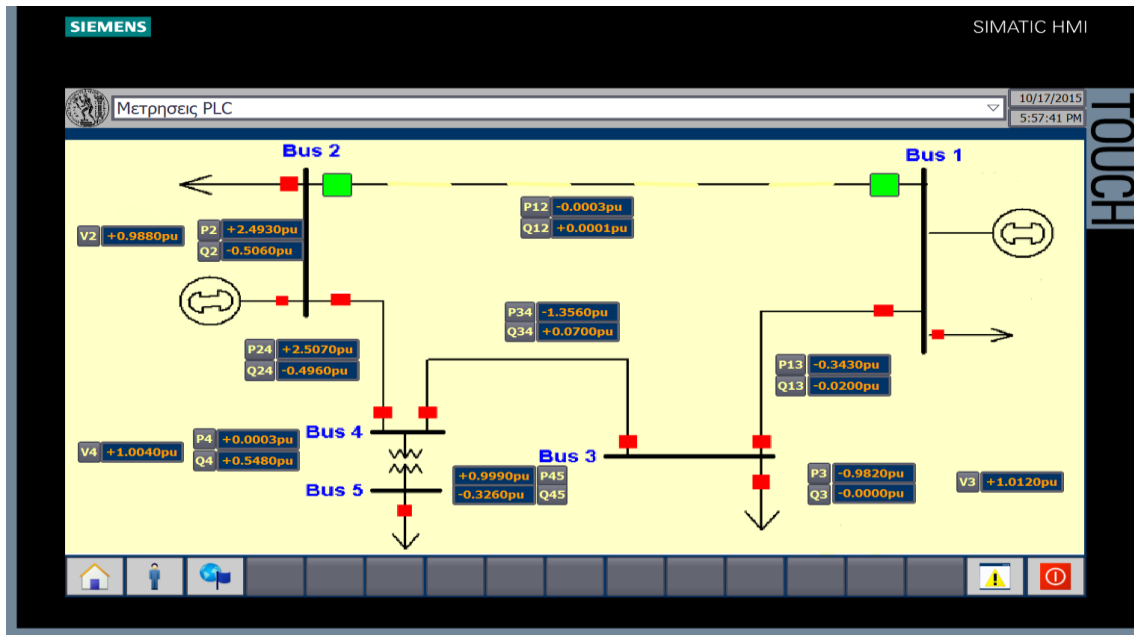 SIEMENS
SIMATIC HMI
TOUCH
Μετρησεις PLC
10/17/2015
5:57:41 PM
Bus 2
Bus 1
P12 -0.0003pu
Q12 +0.0001pu
V2 +0.9880pu
P2 +2.4930pu
Q2 -0.5060pu
P34 -1.3560pu
Q34 +0.0700pu
P24 +2.5070pu
Q24 -0.4960pu
P13 -0.3430pu
Q13 -0.0200pu
Bus 4
V4 +1.0040pu
P4 +0.0003pu
Q4 +0.5480pu
Bus 3
Bus 5
+0.9990pu P45
-0.3260pu Q45
P3 -0.9820pu
Q3 -0.0000pu
V3 +1.0120pu